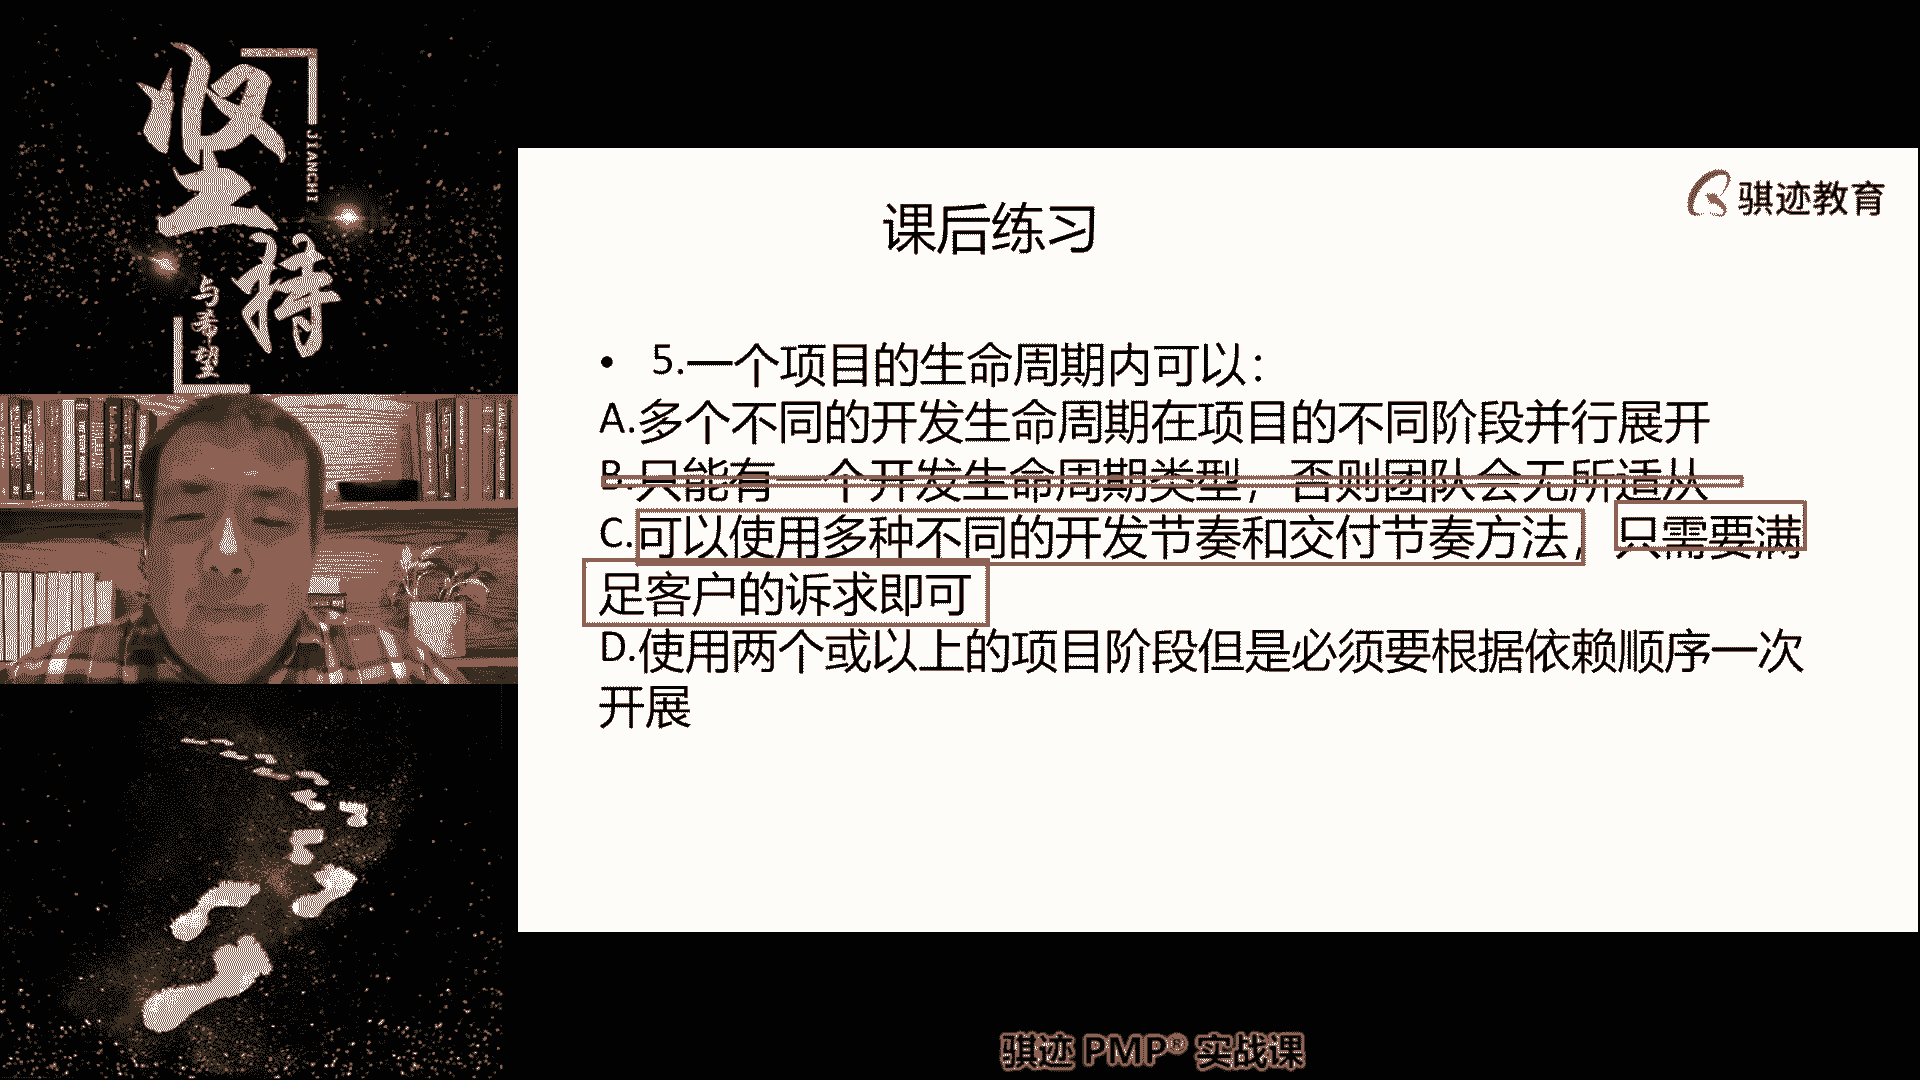 坚持
JIANCHI
与希望
骐迹教育
课后练习
• 5.一个项目的生命周期内可以：
A.多个不同的开发生命周期在项目的不同阶段并行展开
B.只能有一个开发生命周期类型，否则团队会无所适从
C.可以使用多种不同的开发节奏和交付节奏方法，只需要满
足客户的诉求即可
D.使用两个或以上的项目阶段但是必须要根据依赖顺序一次
开展
骐迹 PMP® 实战课